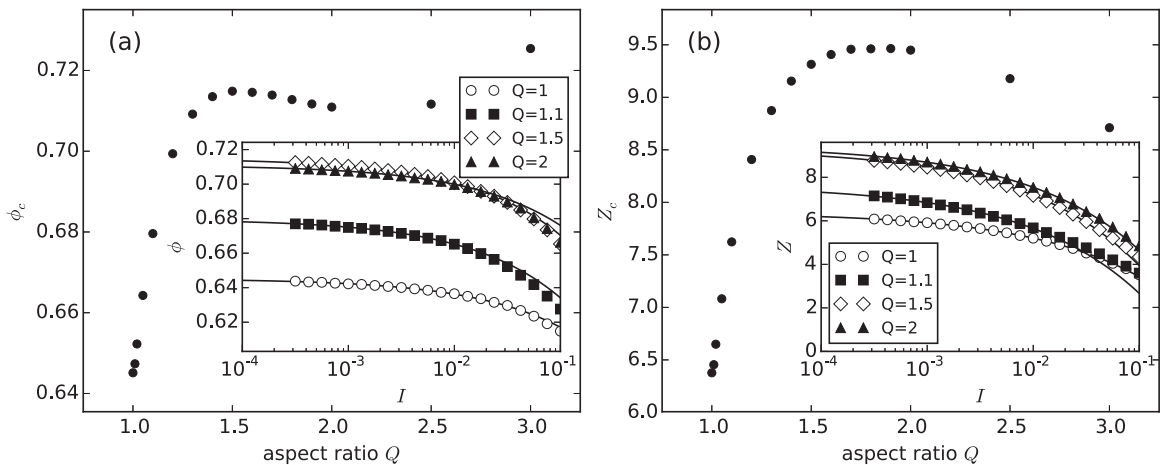 (a)
0.72
0.70
0.68
0.66
0.64
ϕc
1.0
1.5
2.0
2.5
3.0
aspect ratio Q
Q=1
Q=1.1
Q=1.5
Q=2
0.72
0.70
0.68
0.66
0.64
0.62
ϕ
10⁻⁴
10⁻³
10⁻²
10⁻¹
I
(b)
9.5
9.0
8.5
8.0
7.5
7.0
6.5
6.0
Zc
1.0
1.5
2.0
2.5
3.0
aspect ratio Q
8
6
4
2
0
Z
Q=1
Q=1.1
Q=1.5
Q=2
10⁻⁴
10⁻³
10⁻²
10⁻¹
I